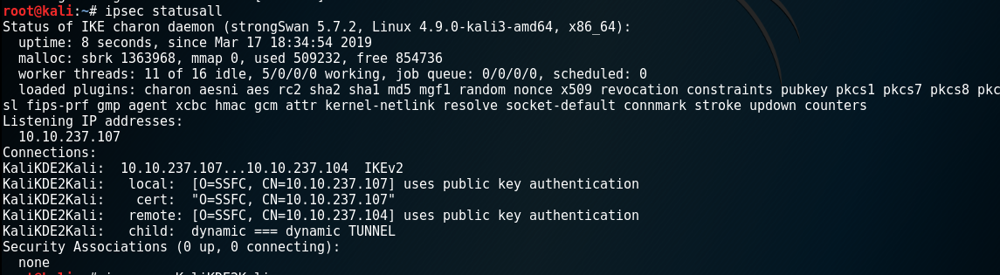 root@kali:~# ipsec statusall
Status of IKE charon daemon (strongSwan 5.7.2, Linux 4.9.0-kali3-amd64, x86_64):
  uptime: 8 seconds, since Mar 17 18:34:54 2019
  malloc: sbrk 1363968, mmap 0, used 509232, free 854736
  worker threads: 11 of 16 idle, 5/0/0/0 working, job queue: 0/0/0/0, scheduled: 0
  loaded plugins: charon aesni aes rc2 sha2 sha1 md5 mgf1 random nonce x509 revocation constraints pubkey pkcs1 pkcs7 pkcs8 pkc
sl fips-prf gmp agent xcbc hmac gcm attr kernel-netlink resolve socket-default connmark stroke updown counters
Listening IP addresses:
  10.10.237.107
Connections:
KaliKDE2Kali:  10.10.237.107...10.10.237.104  IKEv2
KaliKDE2Kali:   local:  [O=SSFC, CN=10.10.237.107] uses public key authentication
KaliKDE2Kali:    cert:  "O=SSFC, CN=10.10.237.107"
KaliKDE2Kali:   remote: [O=SSFC, CN=10.10.237.104] uses public key authentication
KaliKDE2Kali:   child:  dynamic === dynamic TUNNEL
Security Associations (0 up, 0 connecting):
  none